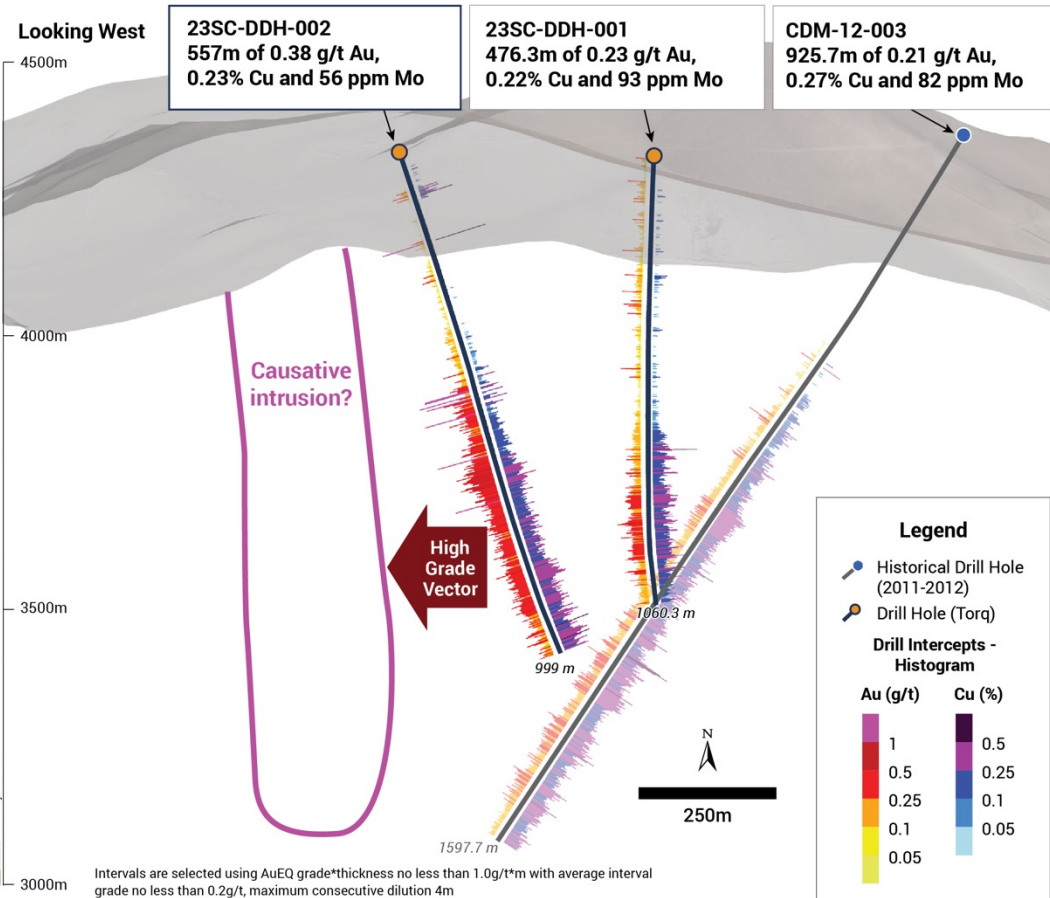 Looking West
23SC-DDH-002
557m of 0.38 g/t Au,
0.23% Cu and 56 ppm Mo
23SC-DDH-001
476.3m of 0.23 g/t Au,
0.22% Cu and 93 ppm Mo
CDM-12-003
925.7m of 0.21 g/t Au,
0.27% Cu and 82 ppm Mo
4500m
4000m
3500m
3000m
Causative
intrusion?
High
Grade
Vector
999 m
1060.3 m
1597.7 m
N
250m
Legend
Historical Drill Hole
(2011-2012)
Drill Hole (Torq)
Drill Intercepts -
Histogram
Au (g/t)
1
0.5
0.25
0.1
0.05
Cu (%)
0.5
0.25
0.1
0.05
Intervals are selected using AuEQ grade*thickness no less than 1.0g/t*m with average interval
grade no less than 0.2g/t, maximum consecutive dilution 4m